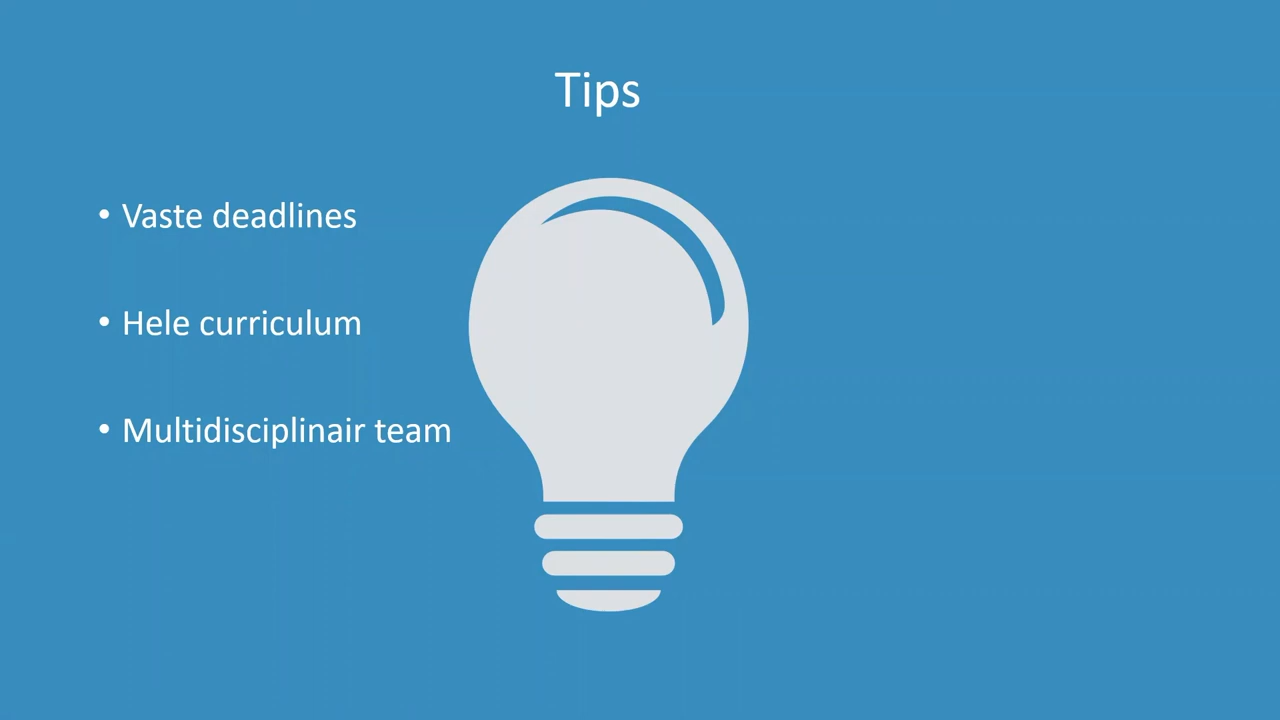 Tips
• Vaste deadlines
• Hele curriculum
• Multidisciplinair team